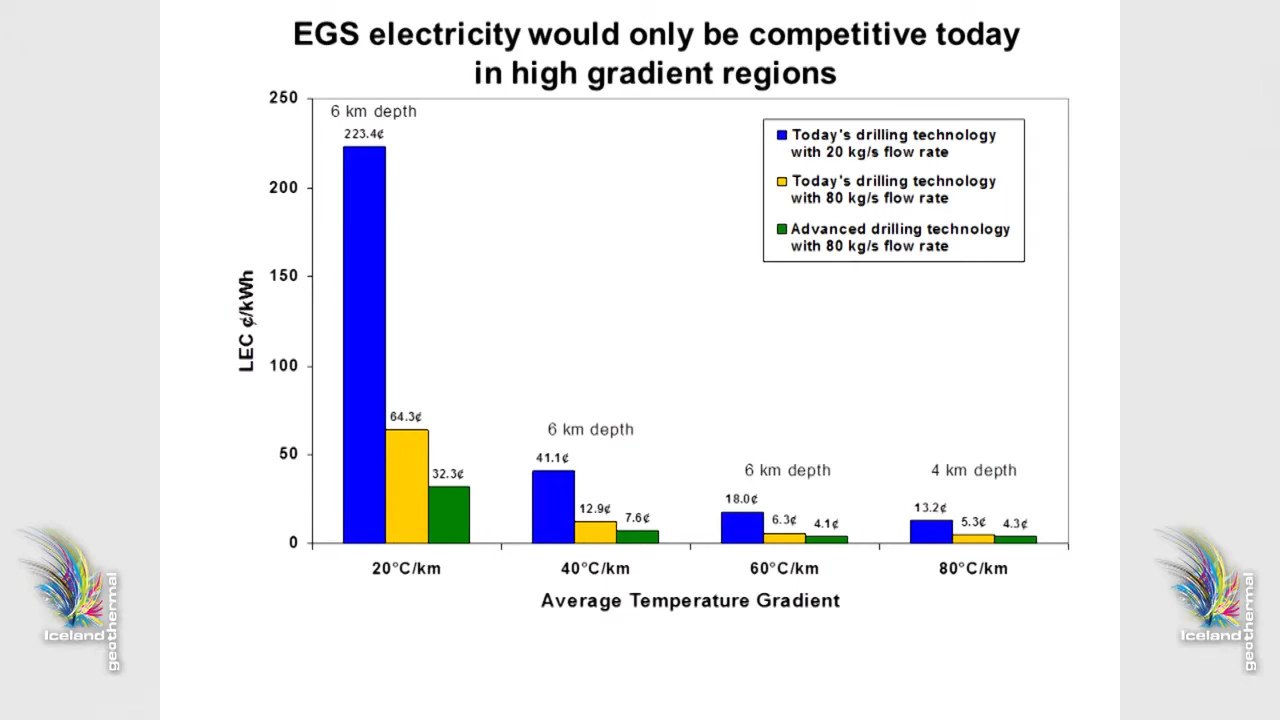 EGS electricity would only be competitive today
in high gradient regions
250
200
150
100
50
0
LEC ¢/kWh
6 km depth
223.4¢
64.3¢
32.3¢
6 km depth
41.1¢
12.9¢
7.6¢
6 km depth
18.0¢
6.3¢
4.1¢
4 km depth
13.2¢
5.3¢
4.3¢
Today's drilling technology
with 20 kg/s flow rate
Today's drilling technology
with 80 kg/s flow rate
Advanced drilling technology
with 80 kg/s flow rate
20°C/km
40°C/km
60°C/km
80°C/km
Average Temperature Gradient
Iceland
geothermal
Iceland
geothermal